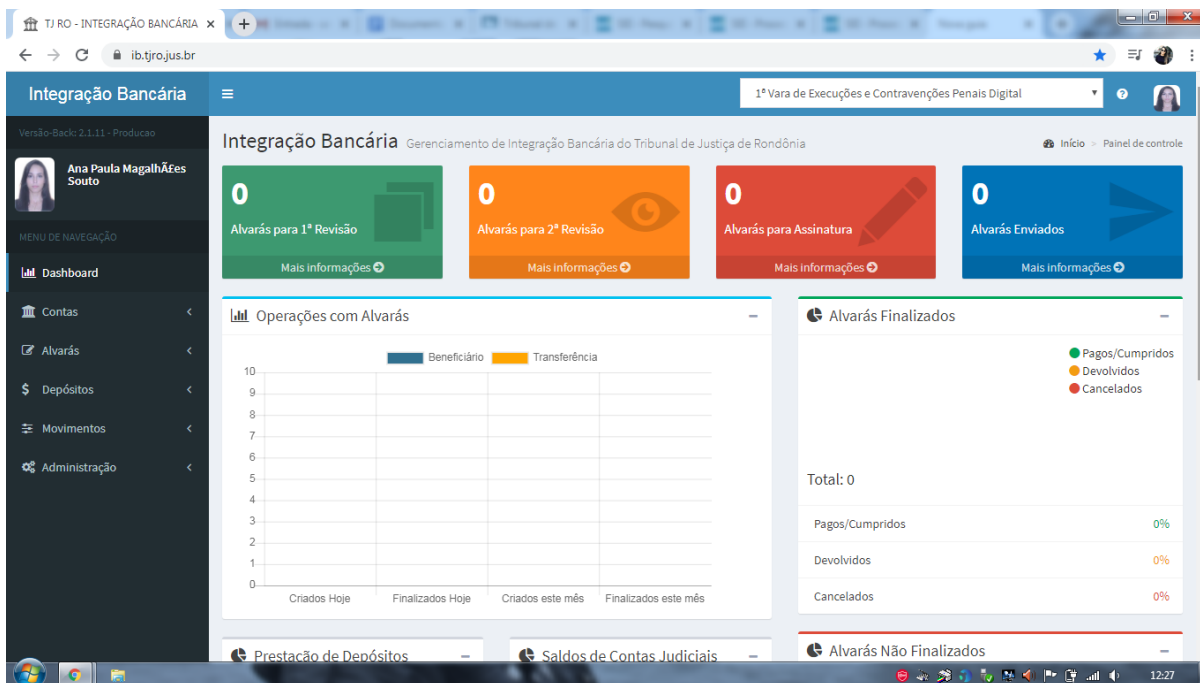 TJ RO - INTEGRAÇÃO BANCÁRIA
ib.tjro.jus.br
Integração Bancária
1ª Vara de Execuções e Contravenções Penais Digital
Versão-Back: 2.1.11 - Producao
Integração Bancária Gerenciamento de Integração Bancária do Tribunal de Justiça de Rondônia
Início > Painel de controle
Ana Paula MagalhÃ£es
Souto
MENU DE NAVEGAÇÃO
Dashboard
Contas
Alvarás
Depósitos
Movimentos
Administração
0
Alvarás para 1ª Revisão
Mais informações
0
Alvarás para 2ª Revisão
Mais informações
0
Alvarás para Assinatura
Mais informações
0
Alvarás Enviados
Mais informações
Operações com Alvarás
Beneficiário Transferência
10
9
8
7
6
5
4
3
2
1
0
Criados Hoje Finalizados Hoje Criados este mês Finalizados este mês
Alvarás Finalizados
Pagos/Cumpridos
Devolvidos
Cancelados
Total: 0
Pagos/Cumpridos 0%
Devolvidos 0%
Cancelados 0%
Prestação de Depósitos
Saldos de Contas Judiciais
Alvarás Não Finalizados
12:27